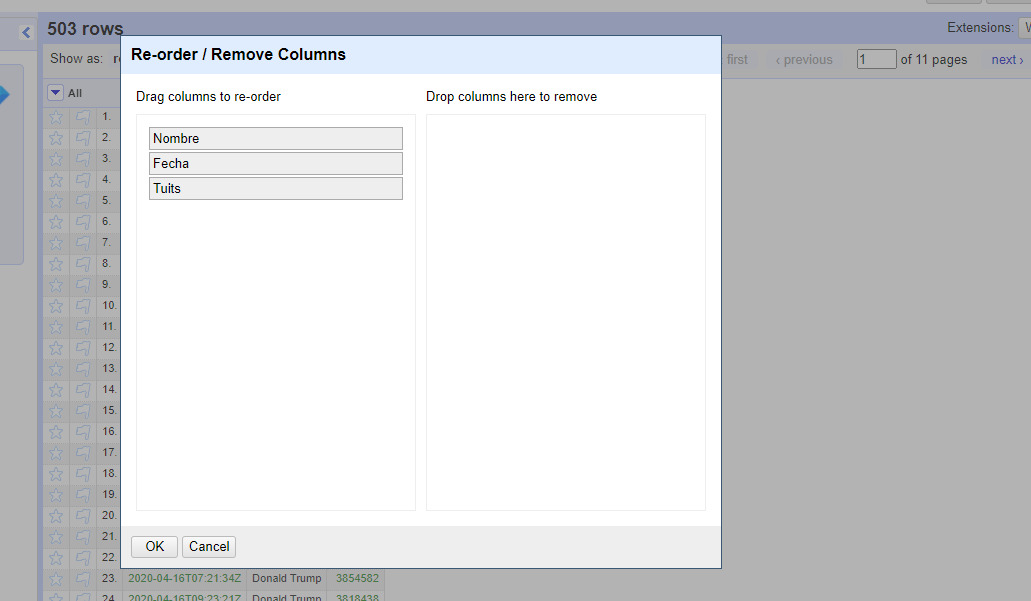 503 rows
Extensions:
Show as:
first ‹ previous 1 of 11 pages next ›
Re-order / Remove Columns
Drag columns to re-order
Drop columns here to remove
Nombre
Fecha
Tuits
OK Cancel
All
1.
2.
3.
4.
5.
6.
7.
8.
9.
10.
11.
12.
13.
14.
15.
16.
17.
18.
19.
20.
21.
22.
23. 2020-04-16T07:21:34Z Donald Trump 3854582
24. 2020-04-16T09:23:21Z Donald Trump 3818438